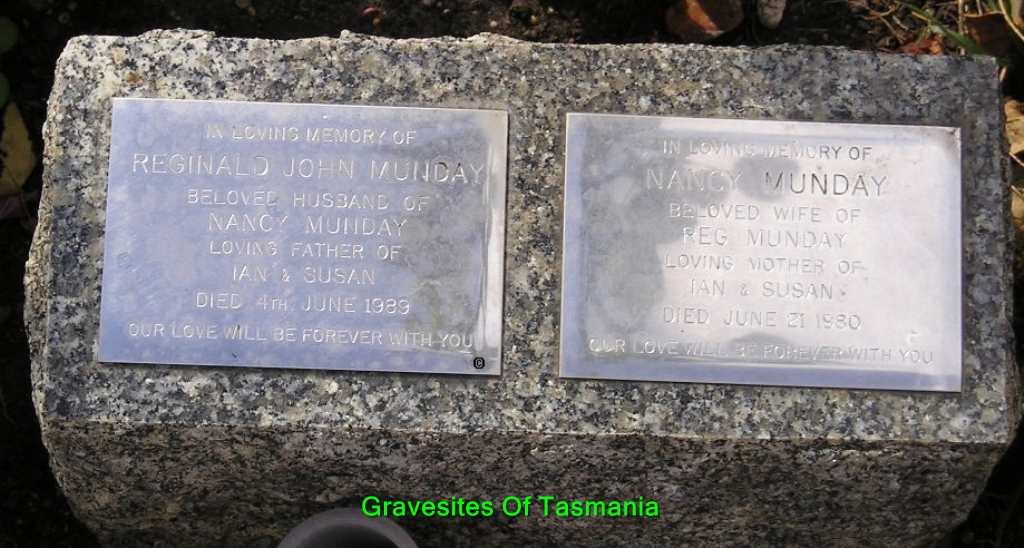 IN LOVING MEMORY OF
REGINALD JOHN MUNDAY
BELOVED HUSBAND OF
NANCY MUNDAY
LOVING FATHER OF
IAN & SUSAN
DIED 4TH. JUNE 1989
OUR LOVE WILL BE FOREVER WITH YOU
IN LOVING MEMORY OF
NANCY MUNDAY
BELOVED WIFE OF
REG MUNDAY
LOVING MOTHER OF
IAN & SUSAN
DIED JUNE 21 1980
OUR LOVE WILL BE FOREVER WITH YOU
Gravesites Of Tasmania